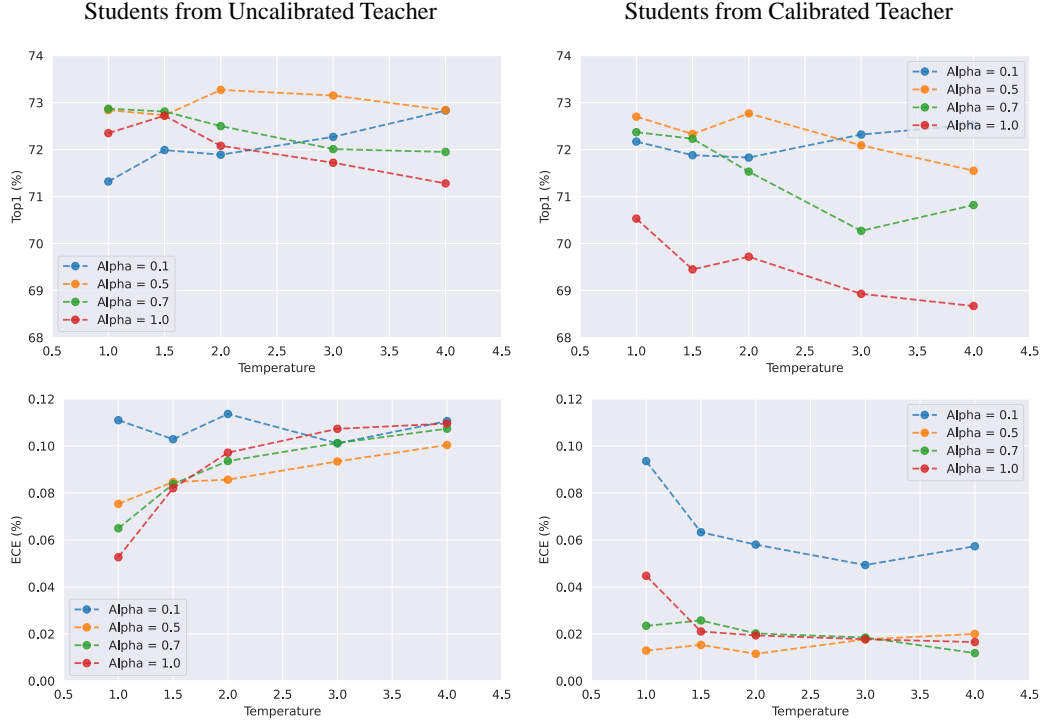 Students from Uncalibrated Teacher
Students from Calibrated Teacher
74
73
72
71
70
69
68
Top1 (%)
Alpha = 0.1
Alpha = 0.5
Alpha = 0.7
Alpha = 1.0
0.5 1.0 1.5 2.0 2.5 3.0 3.5 4.0 4.5
Temperature
74
73
72
71
70
69
68
Top1 (%)
Alpha = 0.1
Alpha = 0.5
Alpha = 0.7
Alpha = 1.0
0.5 1.0 1.5 2.0 2.5 3.0 3.5 4.0 4.5
Temperature
0.12
0.10
0.08
0.06
0.04
0.02
0.00
ECE (%)
Alpha = 0.1
Alpha = 0.5
Alpha = 0.7
Alpha = 1.0
0.5 1.0 1.5 2.0 2.5 3.0 3.5 4.0 4.5
Temperature
0.12
0.10
0.08
0.06
0.04
0.02
0.00
ECE (%)
Alpha = 0.1
Alpha = 0.5
Alpha = 0.7
Alpha = 1.0
0.5 1.0 1.5 2.0 2.5 3.0 3.5 4.0 4.5
Temperature